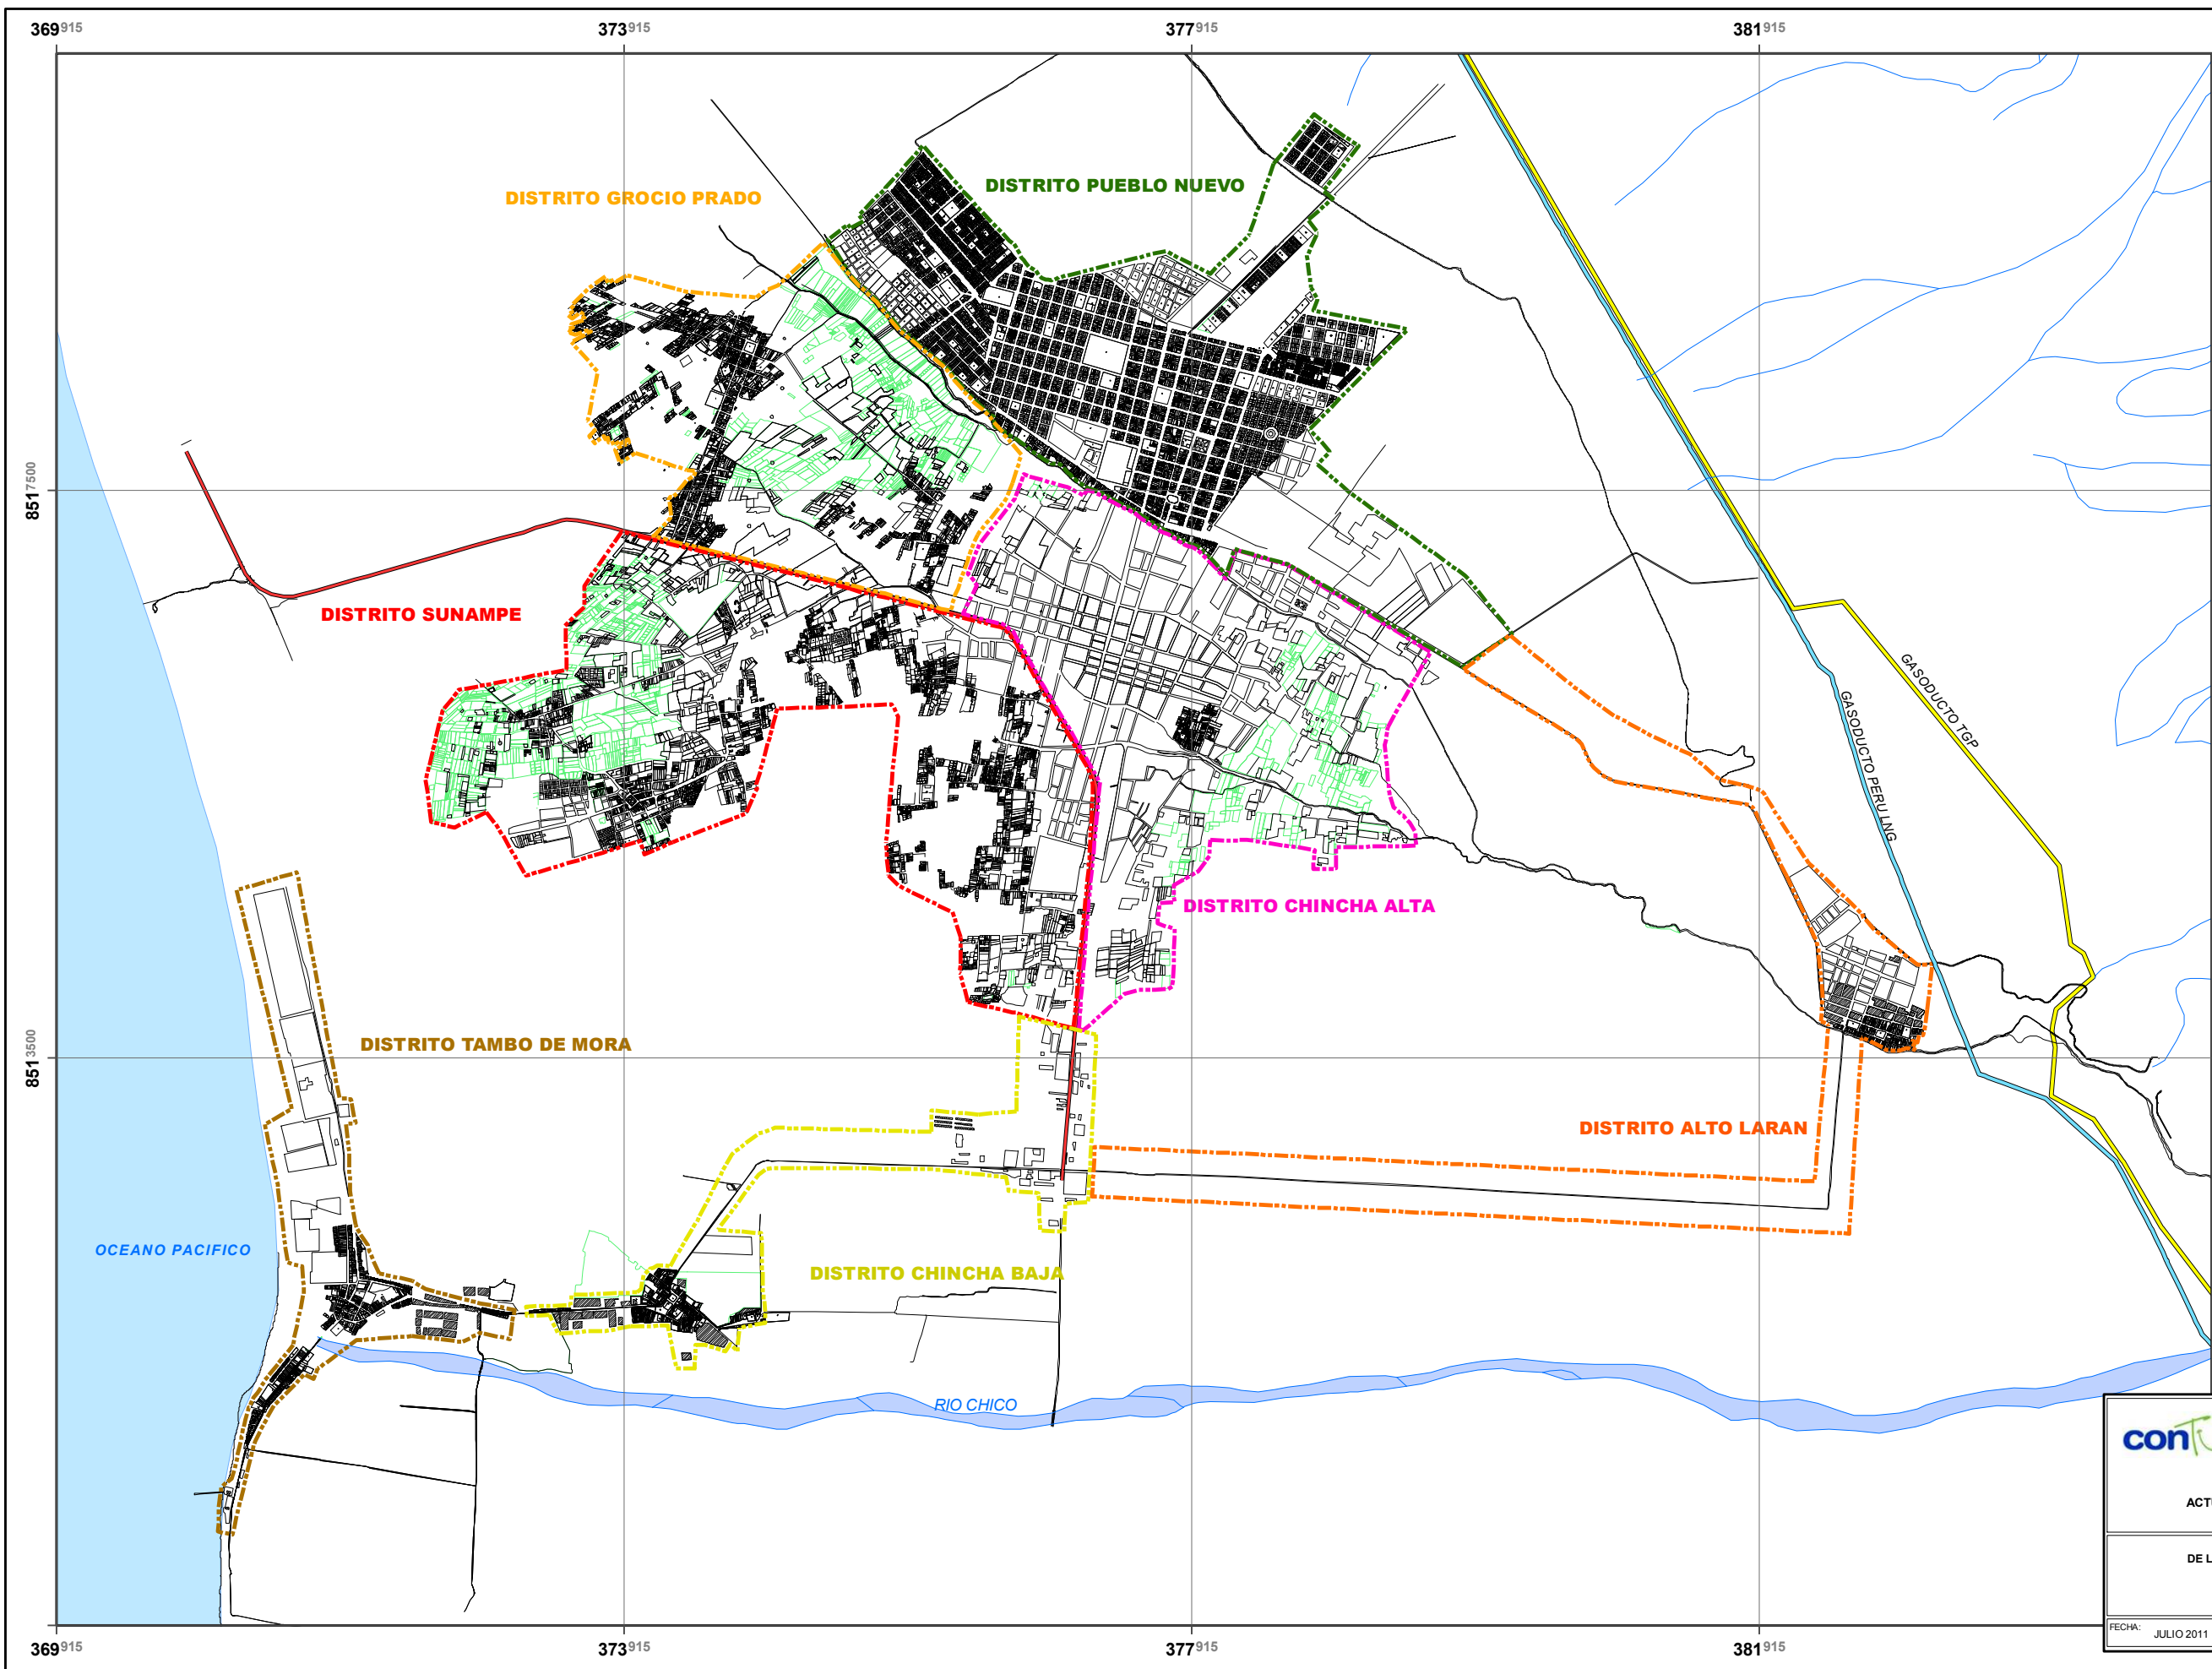 369915 373915 377915 381915
DISTRITO PUEBLO NUEVO
DISTRITO GROCIO PRADO
8517500
DISTRITO SUNAMPE
GASODUCTO TGP
GASODUCTO PERU LNG
DISTRITO CHINCHA ALTA
DISTRITO TAMBO DE MORA
8513500
DISTRITO ALTO LARAN
OCEANO PACIFICO
DISTRITO CHINCHA BAJA
RIO CHICO
con
ACT
DE L
FECHA: JULIO 2011
369915 373915 377915 381915